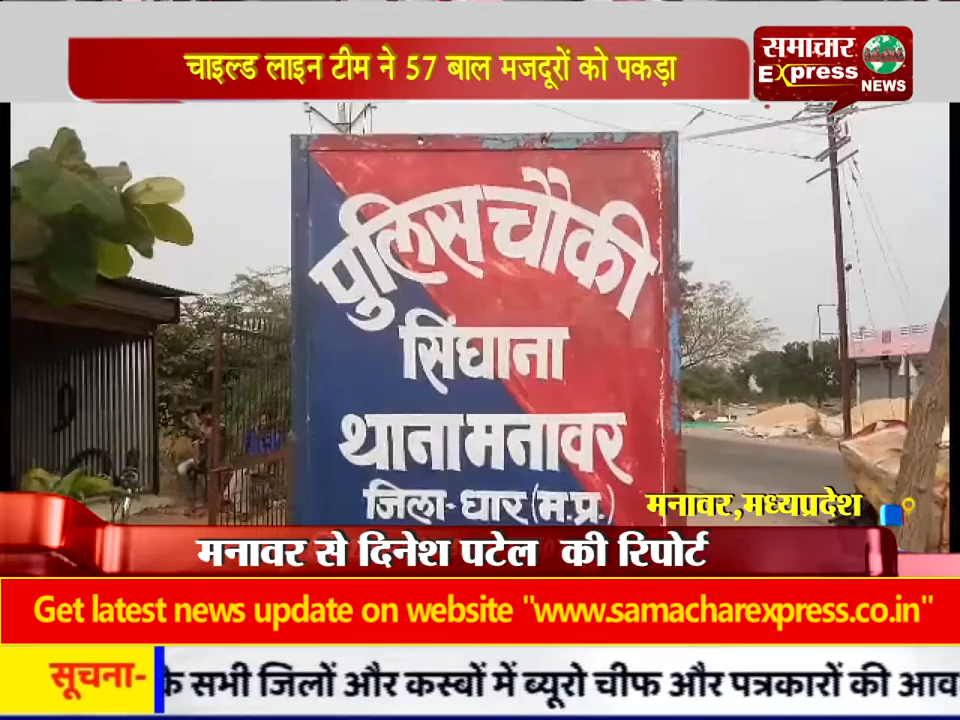 चाइल्ड लाइन टीम ने 57 बाल मजदूरों को पकड़ा
समाचार
Express
NEWS
पुलिस चौकी
सिंघाना
थाना मनावर
जिला-धार (म.प्र.)
मनावर,मध्यप्रदेश
मनावर से दिनेश पटेल की रिपोर्ट
Get latest news update on website "www.samacharexpress.co.in"
सूचना- के सभी जिलों और कस्बों में ब्यूरो चीफ और पत्रकारों की आव